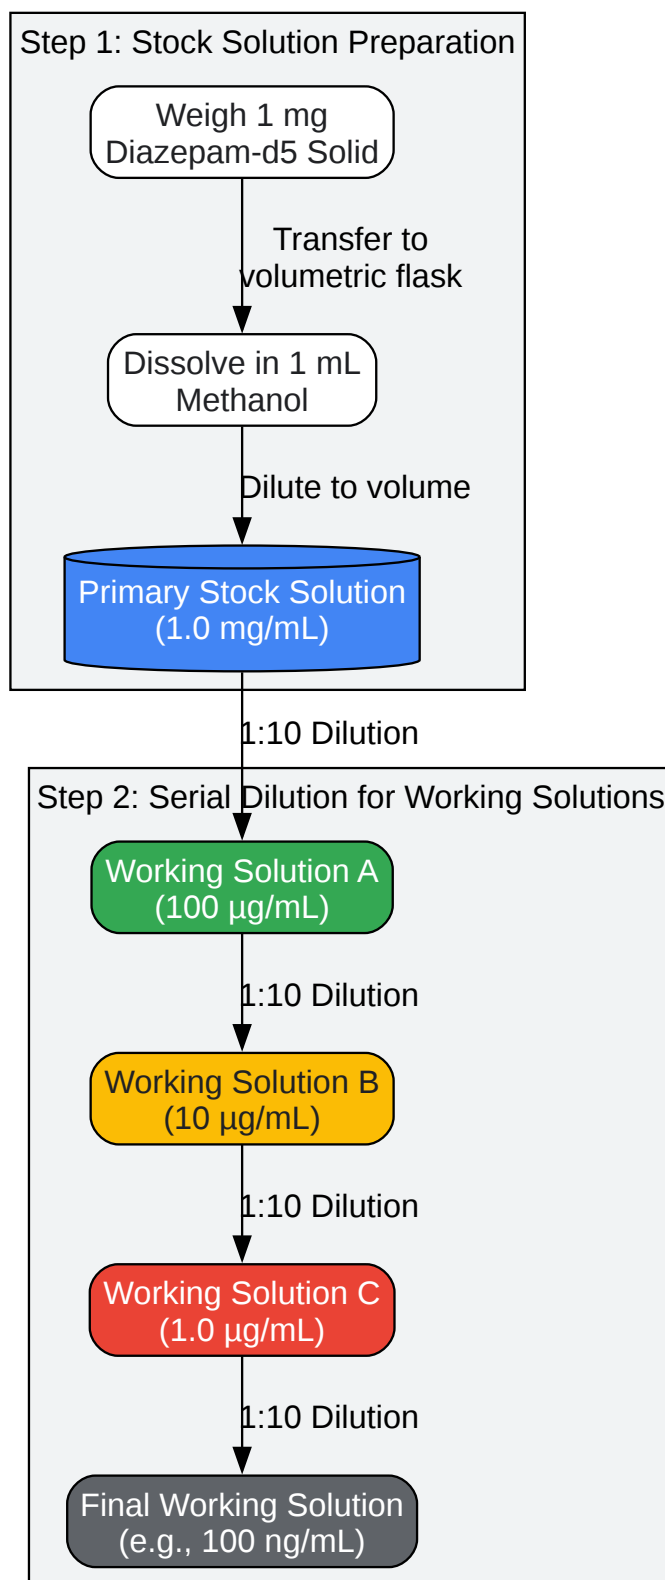 Step 1: Stock Solution Preparation
Weigh 1 mg
Diazepam-d5 Solid
Transfer to
volumetric flask
Dissolve in 1 mL
Methanol
Dilute to volume
Primary Stock Solution
(1.0 mg/mL)
1:10 Dilution
Step 2: Serial Dilution for Working Solutions
Working Solution A
(100 µg/mL)
1:10 Dilution
Working Solution B
(10 µg/mL)
1:10 Dilution
Working Solution C
(1.0 µg/mL)
1:10 Dilution
Final Working Solution
(e.g., 100 ng/mL)